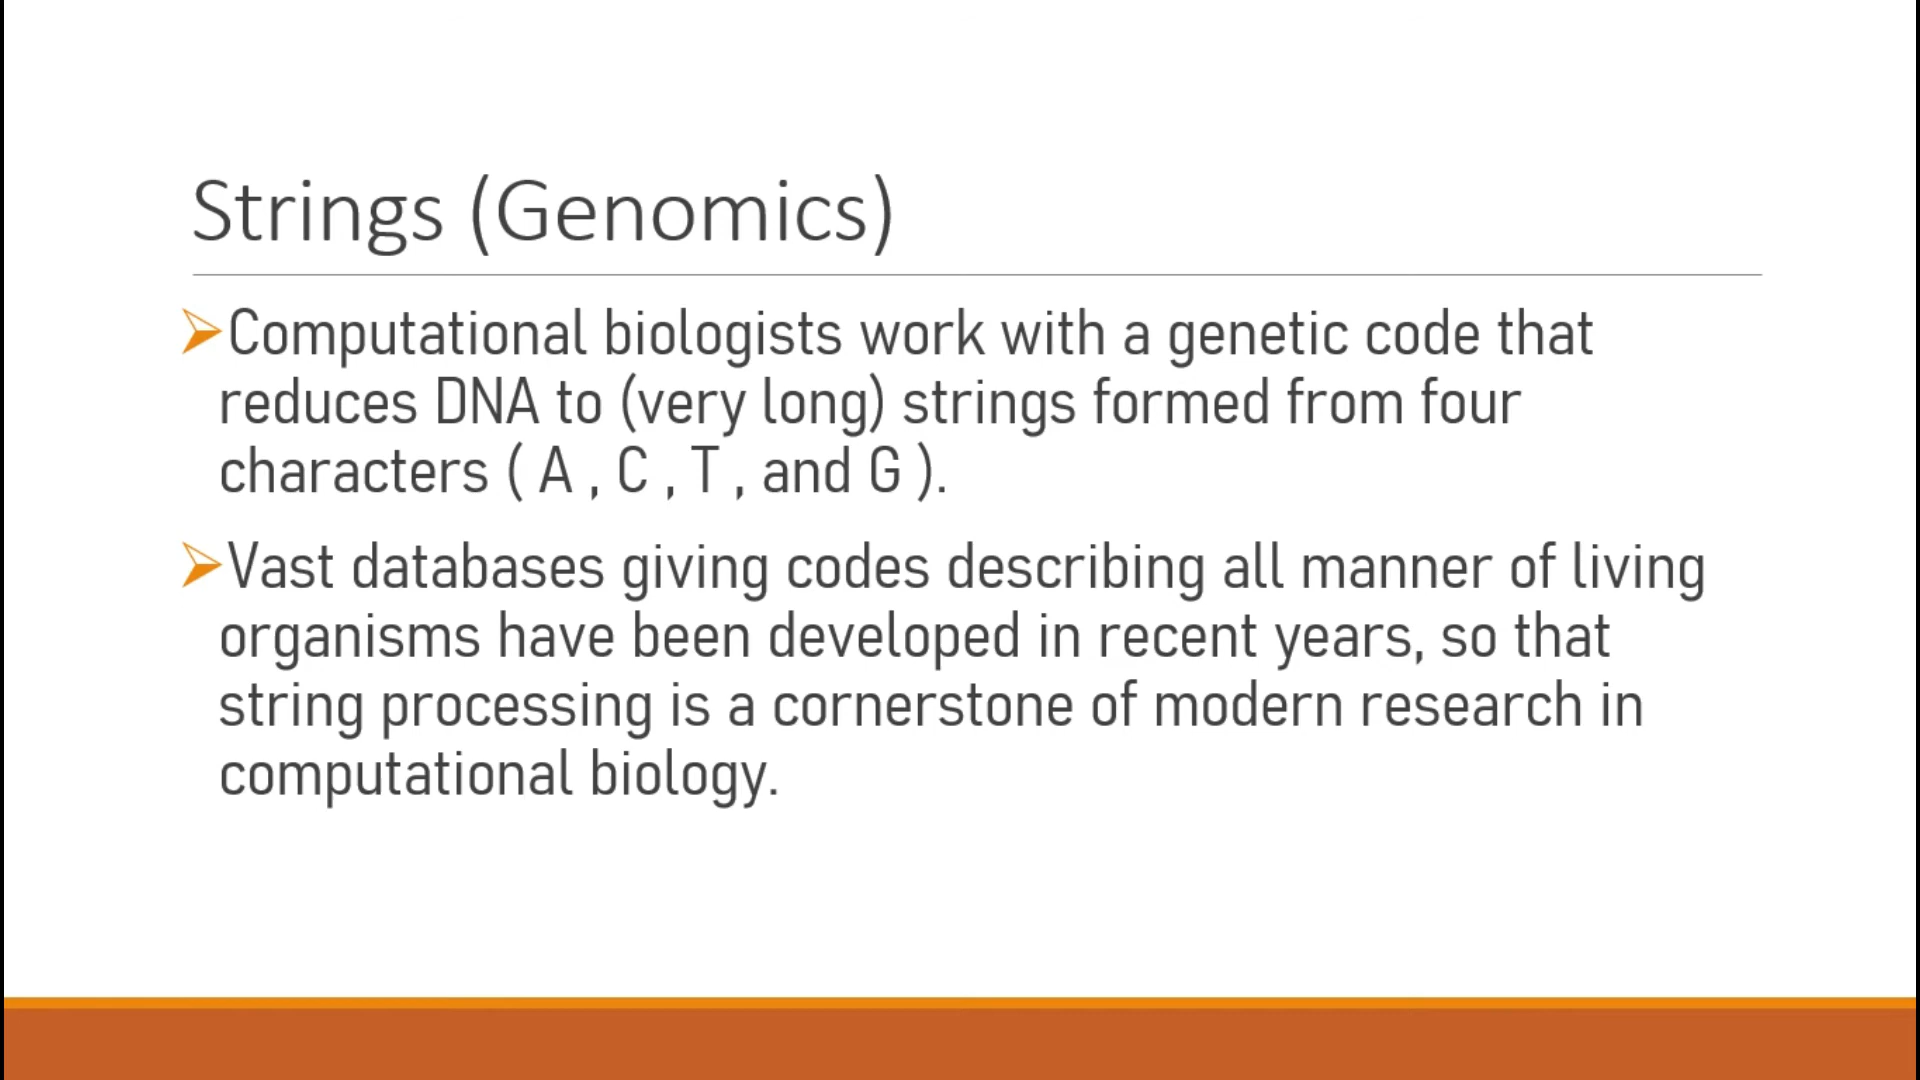 Strings (Genomics)
➢Computational biologists work with a genetic code that
reduces DNA to (very long) strings formed from four
characters ( A , C , T , and G ).
➢Vast databases giving codes describing all manner of living
organisms have been developed in recent years, so that
string processing is a cornerstone of modern research in
computational biology.